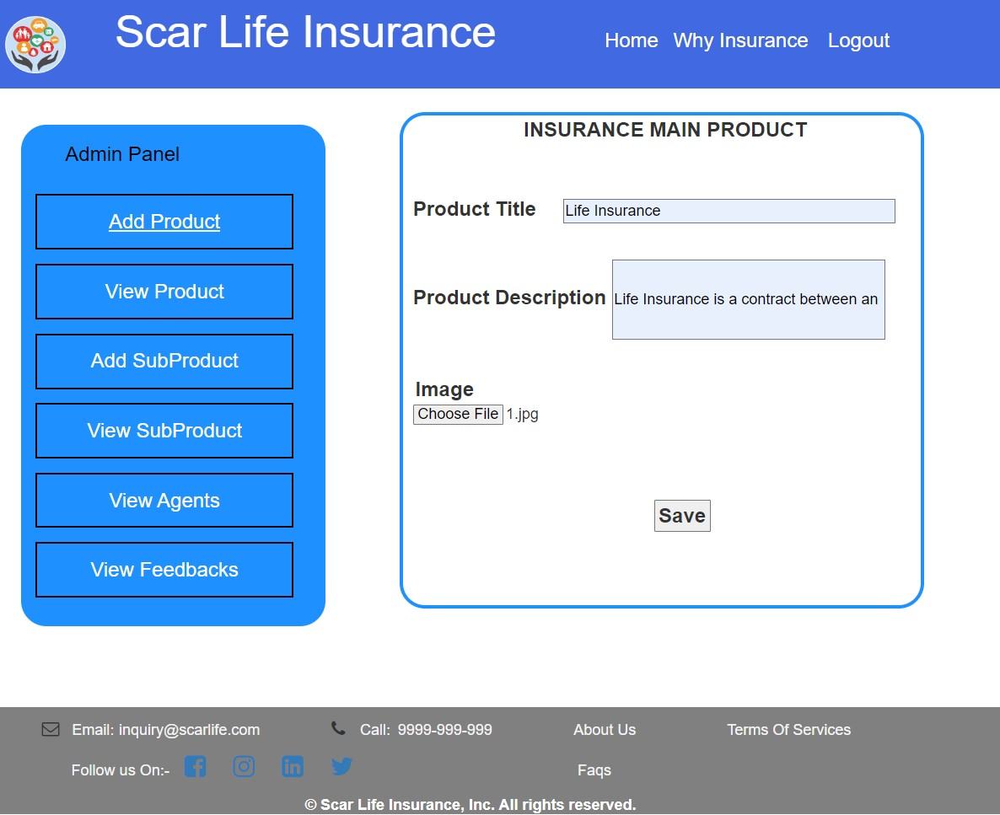 Scar Life Insurance
Home Why Insurance Logout
Admin Panel
Add Product
View Product
Add SubProduct
View SubProduct
View Agents
View Feedbacks
INSURANCE MAIN PRODUCT
Product Title Life Insurance
Product Description Life Insurance is a contract between an
Image
Choose File 1.jpg
Save
Email: inquiry@scarlife.com Call: 9999-999-999 About Us Terms Of Services
Follow us On:- Faqs
© Scar Life Insurance, Inc. All rights reserved.